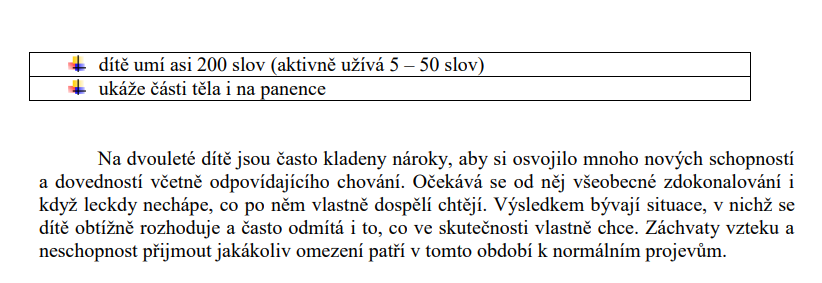 dítě umí asi 200 slov (aktivně užívá 5 – 50 slov)
ukáže části těla i na panence
Na dvouleté dítě jsou často kladeny nároky, aby si osvojilo mnoho nových schopností
a dovedností včetně odpovídajícího chování. Očekává se od něj všeobecné zdokonalování i
když leckdy nechápe, co po něm vlastně dospělí chtějí. Výsledkem bývají situace, v nichž se
dítě obtížně rozhoduje a často odmítá i to, co ve skutečnosti vlastně chce. Záchvaty vzteku a
neschopnost přijmout jakákoliv omezení patří v tomto období k normálním projevům.